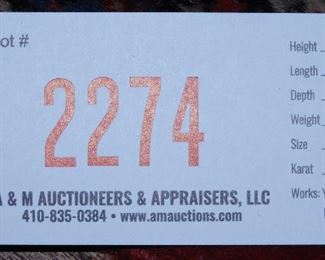 ot #
2274
A & M AUCTIONEERS & APPRAISERS, LLC
410-835-0384 • www.amauctions.com
Height
Length
Depth
Weight
Size
Karat
Works: Y